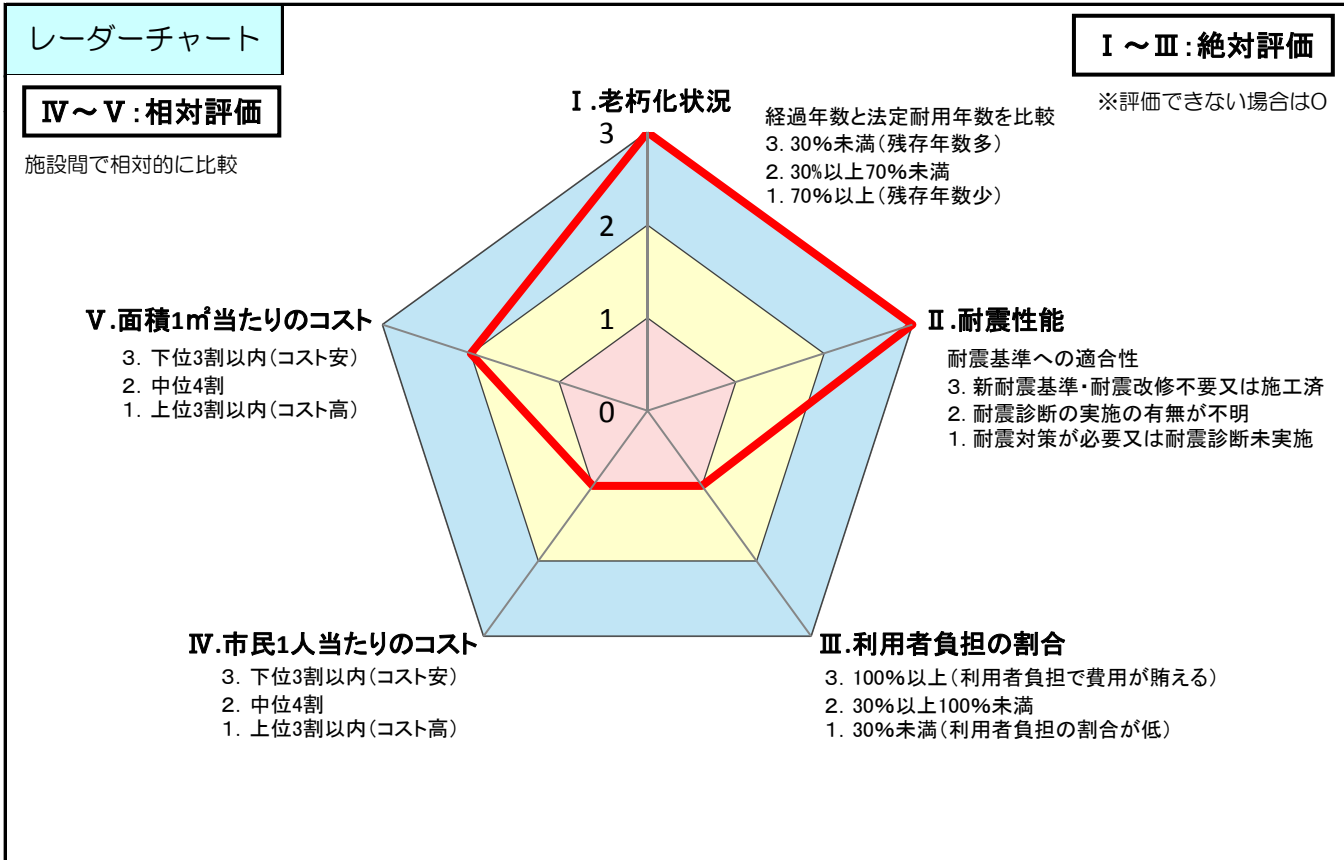 レーダーチャート
Ⅰ～Ⅲ:絶対評価
※評価できない場合は0
Ⅳ～Ⅴ:相対評価
施設間で相対的に比較
Ⅰ.老朽化状況
経過年数と法定耐用年数を比較
3. 30%未満(残存年数多)
2. 30%以上70%未満
1. 70%以上(残存年数少)
3
2
1
0
Ⅱ.耐震性能
耐震基準への適合性
3. 新耐震基準・耐震改修不要又は施工済
2. 耐震診断の実施の有無が不明
1. 耐震対策が必要又は耐震診断未実施
Ⅴ.面積1㎡当たりのコスト
3. 下位3割以内(コスト安)
2. 中位4割
1. 上位3割以内(コスト高)
Ⅳ.市民1人当たりのコスト
3. 下位3割以内(コスト安)
2. 中位4割
1. 上位3割以内(コスト高)
Ⅲ.利用者負担の割合
3. 100%以上(利用者負担で費用が賄える)
2. 30%以上100%未満
1. 30%未満(利用者負担の割合が低)